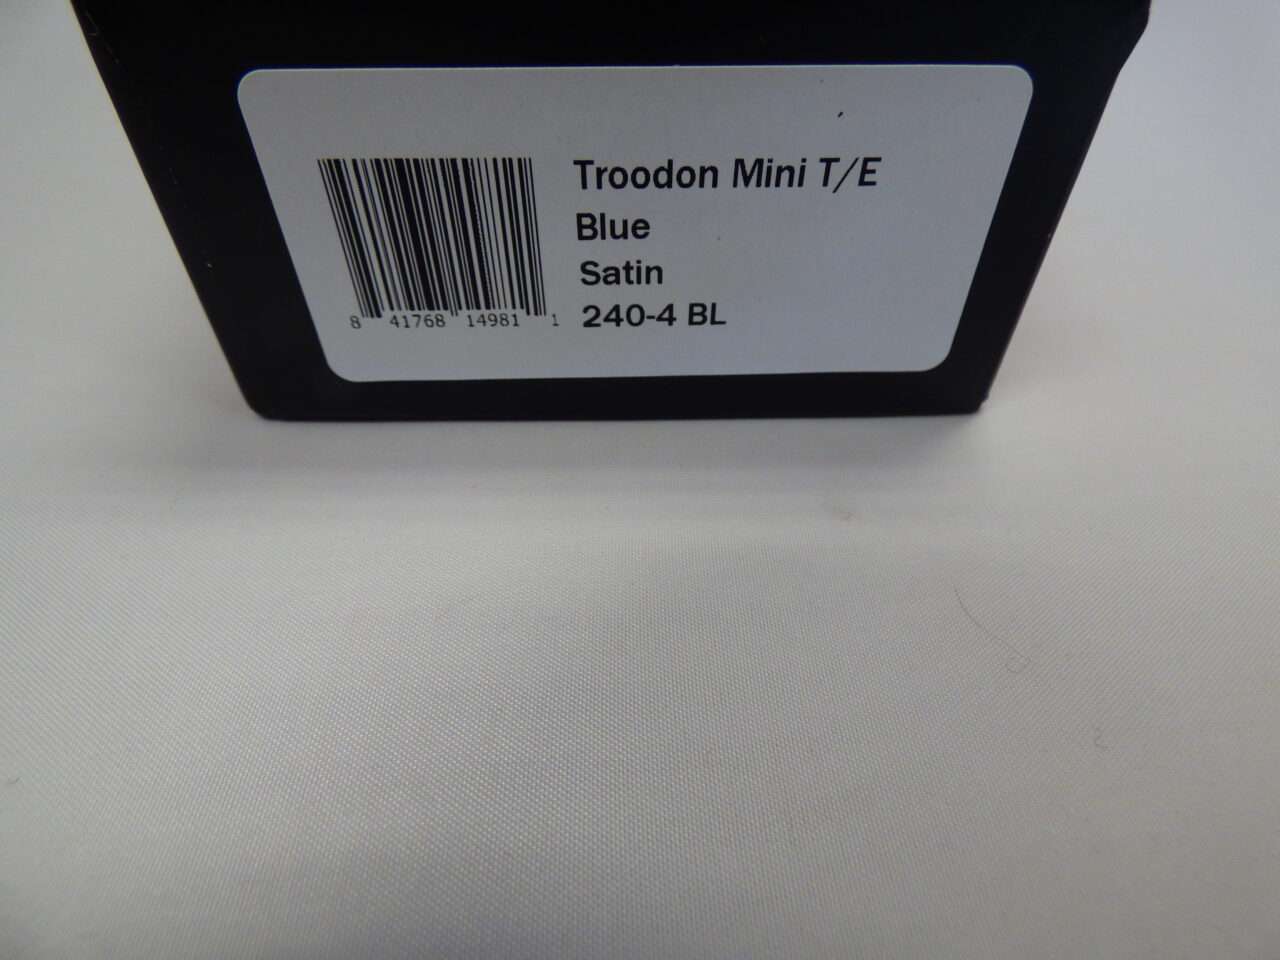 Troodon Mini T/E
Blue
Satin
240-4 BL
8 41768 14981 1